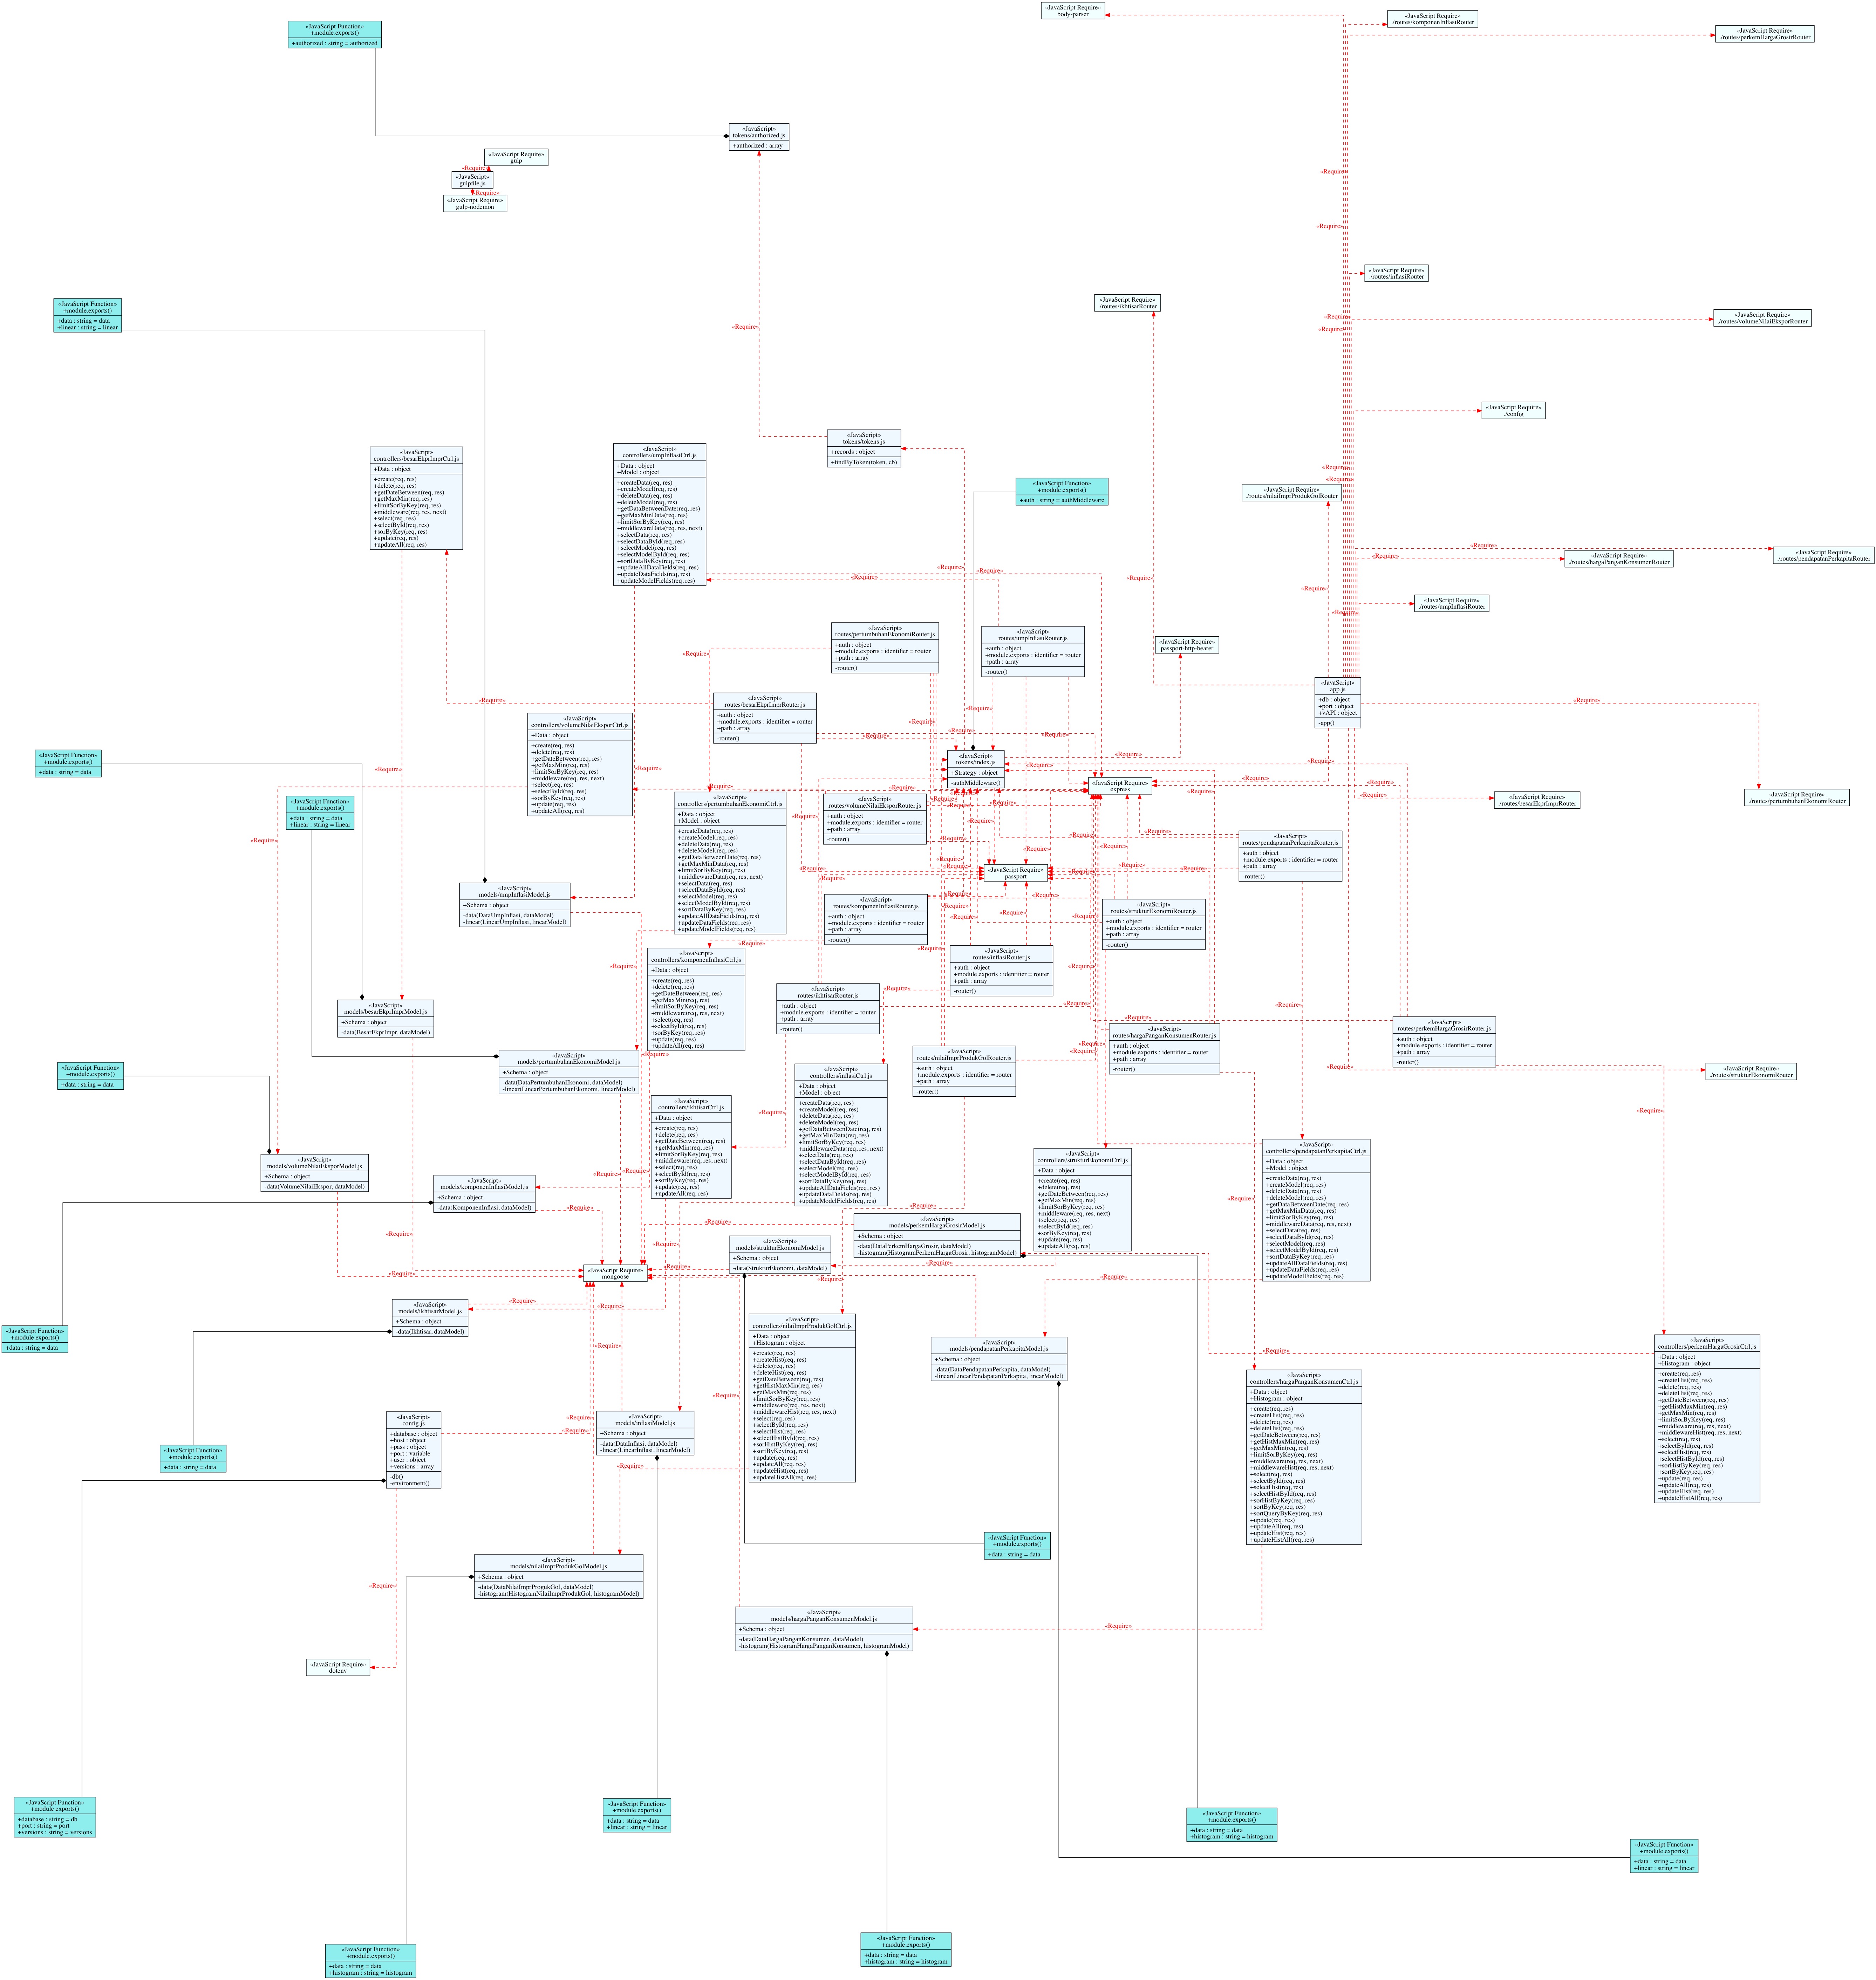 «JavaScript Require»
body-parser
«JavaScript Require»
./routes/komponenInflasiRouter
«JavaScript Function»
+module.exports()
+authorized : string = authorized
«JavaScript Require»
./routes/perkemHargaGrosirRouter
«JavaScript»
tokens/authorized.js
+authorized : array
«JavaScript Require»
gulp
«Require»
«JavaScript»
gulpfile.js
«Require»
«JavaScript Require»
gulp-nodemon
«Require»
«Require»
«JavaScript Require»
./routes/inflasiRouter
«JavaScript Require»
./routes/ikhtisarRouter
«JavaScript Function»
+module.exports()
+data : string = data
+linear : string = linear
«JavaScript Require»
./routes/volumeNilaiEksporRouter
«Require»
«Require»
«Require»
«JavaScript Require»
./config
«JavaScript»
tokens/tokens.js
+records : object
+findByToken(token, cb)
«JavaScript»
controllers/besarEkprImprCtrl.js
+Data : object
+create(req, res)
+delete(req, res)
+getDateBetween(req, res)
+getMaxMin(req, res)
+limitSorByKey(req, res)
+middleware(req, res, next)
+select(req, res)
+selectById(req, res)
+sorByKey(req, res)
+update(req, res)
+updateAll(req, res)
«JavaScript»
controllers/umpInflasiCtrl.js
+Data : object
+Model : object
+createData(req, res)
+createModel(req, res)
+deleteData(req, res)
+deleteModel(req, res)
+getDataBetweenDate(req, res)
+getMaxMinData(req, res)
+limitSorByKey(req, res)
+middlewareData(req, res, next)
+selectData(req, res)
+selectDataById(req, res)
+selectModel(req, res)
+selectModelById(req, res)
+sortDataByKey(req, res)
+updateAllDataFields(req, res)
+updateDataFields(req, res)
+updateModelFields(req, res)
«JavaScript Function»
+module.exports()
+auth : string = authMiddleware
«Require»
«Require»
«JavaScript Require»
./routes/nilaiImprProdukGolRouter
«Require»
«JavaScript Require»
./routes/pendapatanPerkapitaRouter
«Require»
«JavaScript Require»
./routes/hargaPanganKonsumenRouter
«Require»
«Require»
«Require»
«Require»
«Require»
«JavaScript Require»
./routes/umpInflasiRouter
«Require»
«JavaScript»
routes/pertumbuhanEkonomiRouter.js
+auth : object
+module.exports : identifier = router
+path : array
-router()
«JavaScript»
routes/umpInflasiRouter.js
+auth : object
+module.exports : identifier = router
+path : array
-router()
«JavaScript Require»
passport-http-bearer
«Require»
«JavaScript»
app.js
+db : object
+port : object
+vAPI : object
-app()
«JavaScript»
routes/besarEkprImprRouter.js
+auth : object
+module.exports : identifier = router
+path : array
-router()
«Require»
«JavaScript»
controllers/volumeNilaiEksporCtrl.js
+Data : object
+create(req, res)
+delete(req, res)
+getDateBetween(req, res)
+getMaxMin(req, res)
+limitSorByKey(req, res)
+middleware(req, res, next)
+select(req, res)
+selectById(req, res)
+sorByKey(req, res)
+update(req, res)
+updateAll(req, res)
«Require»
«JavaScript Function»
+module.exports()
+data : string = data
«JavaScript»
tokens/index.js
+Strategy : object
-authMiddleware()
«Require»
«Require»
«Require»
«JavaScript Require»
express
«JavaScript Require»
./routes/besarEkprImprRouter
«JavaScript Require»
./routes/pertumbuhanEkonomiRouter
«JavaScript Function»
+module.exports()
+data : string = data
+linear : string = linear
«JavaScript»
controllers/pertumbuhanEkonomiCtrl.js
+Data : object
+Model : object
+createData(req, res)
+createModel(req, res)
+deleteData(req, res)
+deleteModel(req, res)
+getDataBetweenDate(req, res)
+getMaxMinData(req, res)
+limitSorByKey(req, res)
+middlewareData(req, res, next)
+selectData(req, res)
+selectDataById(req, res)
+selectModel(req, res)
+selectModelById(req, res)
+sortDataByKey(req, res)
+updateAllDataFields(req, res)
+updateDataFields(req, res)
+updateModelFields(req, res)
«JavaScript»
routes/volumeNilaiEksporRouter.js
+auth : object
+module.exports : identifier = router
+path : array
-router()
«JavaScript»
routes/pendapatanPerkapitaRouter.js
+auth : object
+module.exports : identifier = router
+path : array
-router()
«Require»
«JavaScript Require»
passport
«JavaScript»
models/umpInflasiModel.js
+Schema : object
-data(DataUmpInflasi, dataModel)
-linear(LinearUmpInflasi, linearModel)
«JavaScript»
routes/komponenInflasiRouter.js
+auth : object
+module.exports : identifier = router
+path : array
-router()
«JavaScript»
routes/strukturEkonomiRouter.js
+auth : object
+module.exports : identifier = router
+path : array
-router()
«Require»
«JavaScript»
controllers/komponenInflasiCtrl.js
+Data : object
+create(req, res)
+delete(req, res)
+getDateBetween(req, res)
+getMaxMin(req, res)
+limitSorByKey(req, res)
+middleware(req, res, next)
+select(req, res)
+selectById(req, res)
+sorByKey(req, res)
+update(req, res)
+updateAll(req, res)
«JavaScript»
routes/inflasiRouter.js
+auth : object
+module.exports : identifier = router
+path : array
-router()
«Require»
«JavaScript»
routes/ikhtisarRouter.js
+auth : object
+module.exports : identifier = router
+path : array
-router()
«JavaScript»
models/besarEkprImprModel.js
+Schema : object
-data(BesarEkprImpr, dataModel)
«JavaScript»
routes/hargaPanganKonsumenRouter.js
+auth : object
+module.exports : identifier = router
+path : array
-router()
«JavaScript»
routes/perkemHargaGrosirRouter.js
+auth : object
+module.exports : identifier = router
+path : array
-router()
«JavaScript»
models/pertumbuhanEkonomiModel.js
+Schema : object
-data(DataPertumbuhanEkonomi, dataModel)
-linear(LinearPertumbuhanEkonomi, linearModel)
«JavaScript»
routes/nilaiImprProdukGolRouter.js
+auth : object
+module.exports : identifier = router
+path : array
-router()
«JavaScript Function»
+module.exports()
+data : string = data
«JavaScript»
controllers/inflasiCtrl.js
+Data : object
+Model : object
+createData(req, res)
+createModel(req, res)
+deleteData(req, res)
+deleteModel(req, res)
+getDataBetweenDate(req, res)
+getMaxMinData(req, res)
+limitSorByKey(req, res)
+middlewareData(req, res, next)
+selectData(req, res)
+selectDataById(req, res)
+selectModel(req, res)
+selectModelById(req, res)
+sortDataByKey(req, res)
+updateAllDataFields(req, res)
+updateDataFields(req, res)
+updateModelFields(req, res)
«Require»
«JavaScript Require»
./routes/strukturEkonomiRouter
«JavaScript»
controllers/ikhtisarCtrl.js
+Data : object
+create(req, res)
+delete(req, res)
+getDateBetween(req, res)
+getMaxMin(req, res)
+limitSorByKey(req, res)
+middleware(req, res, next)
+select(req, res)
+selectById(req, res)
+sorByKey(req, res)
+update(req, res)
+updateAll(req, res)
«Require»
«Require»
«JavaScript»
models/volumeNilaiEksporModel.js
+Schema : object
-data(VolumeNilaiEkspor, dataModel)
«JavaScript»
models/komponenInflasiModel.js
+Schema : object
-data(KomponenInflasi, dataModel)
«JavaScript»
controllers/strukturEkonomiCtrl.js
+Data : object
+create(req, res)
+delete(req, res)
+getDateBetween(req, res)
+getMaxMin(req, res)
+limitSorByKey(req, res)
+middleware(req, res, next)
+select(req, res)
+selectById(req, res)
+sorByKey(req, res)
+update(req, res)
+updateAll(req, res)
«JavaScript»
controllers/pendapatanPerkapitaCtrl.js
+Data : object
+Model : object
+createData(req, res)
+createModel(req, res)
+deleteData(req, res)
+deleteModel(req, res)
+getDataBetweenDate(req, res)
+getMaxMinData(req, res)
+limitSorByKey(req, res)
+middlewareData(req, res, next)
+selectData(req, res)
+selectDataById(req, res)
+selectModel(req, res)
+selectModelById(req, res)
+sortDataByKey(req, res)
+updateAllDataFields(req, res)
+updateDataFields(req, res)
+updateModelFields(req, res)
«Require»
«Require»
«JavaScript»
models/perkemHargaGrosirModel.js
+Schema : object
-data(DataPerkemHargaGrosir, dataModel)
-histogram(HistogramPerkemHargaGrosir, histogramModel)
«JavaScript»
models/strukturEkonomiModel.js
+Schema : object
-data(StrukturEkonomi, dataModel)
«Require»
«Require»
«Require»
«JavaScript Require»
mongoose
«Require»
«Require»
«JavaScript»
models/ikhtisarModel.js
+Schema : object
-data(Ikhtisar, dataModel)
«Require»
«Require»
«JavaScript Function»
+module.exports()
+data : string = data
«JavaScript»
controllers/nilaiImprProdukGolCtrl.js
+Data : object
+Histogram : object
+create(req, res)
+createHist(req, res)
+delete(req, res)
+deleteHist(req, res)
+getDateBetween(req, res)
+getHistMaxMin(req, res)
+getMaxMin(req, res)
+limitSorByKey(req, res)
+middleware(req, res, next)
+middlewareHist(req, res, next)
+select(req, res)
+selectById(req, res)
+selectHist(req, res)
+selectHistById(req, res)
+sorHistByKey(req, res)
+sortByKey(req, res)
+update(req, res)
+updateAll(req, res)
+updateHist(req, res)
+updateHistAll(req, res)
«JavaScript»
models/pendapatanPerkapitaModel.js
+Schema : object
-data(DataPendapatanPerkapita, dataModel)
-linear(LinearPendapatanPerkapita, linearModel)
«Require»
«JavaScript»
controllers/hargaPanganKonsumenCtrl.js
+Data : object
+Histogram : object
+create(req, res)
+createHist(req, res)
+delete(req, res)
+deleteHist(req, res)
+getDateBetween(req, res)
+getHistMaxMin(req, res)
+getMaxMin(req, res)
+limitSorByKey(req, res)
+middleware(req, res, next)
+middlewareHist(req, res, next)
+select(req, res)
+selectById(req, res)
+selectHist(req, res)
+selectHistById(req, res)
+sorHistByKey(req, res)
+sortByKey(req, res)
+sortQueryByKey(req, res)
+update(req, res)
+updateAll(req, res)
+updateHist(req, res)
+updateHistAll(req, res)
«JavaScript»
controllers/perkemHargaGrosirCtrl.js
+Data : object
+Histogram : object
+create(req, res)
+createHist(req, res)
+delete(req, res)
+deleteHist(req, res)
+getDateBetween(req, res)
+getHistMaxMin(req, res)
+getMaxMin(req, res)
+limitSorByKey(req, res)
+middleware(req, res, next)
+middlewareHist(req, res, next)
+select(req, res)
+selectById(req, res)
+selectHist(req, res)
+selectHistById(req, res)
+sorHistByKey(req, res)
+sortByKey(req, res)
+update(req, res)
+updateAll(req, res)
+updateHist(req, res)
+updateHistAll(req, res)
«Require»
«JavaScript»
config.js
+database : object
+host : object
+pass : object
+port : variable
+user : object
+versions : array
-db()
-environment()
«JavaScript»
models/inflasiModel.js
+Schema : object
-data(DataInflasi, dataModel)
-linear(LinearInflasi, linearModel)
«Require»
«Require»
«JavaScript Function»
+module.exports()
+data : string = data
«Require»
«JavaScript Function»
+module.exports()
+data : string = data
«JavaScript»
models/nilaiImprProdukGolModel.js
+Schema : object
-data(DataNilaiImprProgukGol, dataModel)
-histogram(HistogramNilaiImprProdukGol, histogramModel)
«Require»
«JavaScript»
models/hargaPanganKonsumenModel.js
+Schema : object
-data(DataHargaPanganKonsumen, dataModel)
-histogram(HistogramHargaPanganKonsumen, histogramModel)
«Require»
«JavaScript Require»
dotenv
«JavaScript Function»
+module.exports()
+database : string = db
+port : string = port
+versions : string = versions
«JavaScript Function»
+module.exports()
+data : string = data
+linear : string = linear
«JavaScript Function»
+module.exports()
+data : string = data
+histogram : string = histogram
«JavaScript Function»
+module.exports()
+data : string = data
+linear : string = linear
«JavaScript Function»
+module.exports()
+data : string = data
+histogram : string = histogram
«JavaScript Function»
+module.exports()
+data : string = data
+histogram : string = histogram